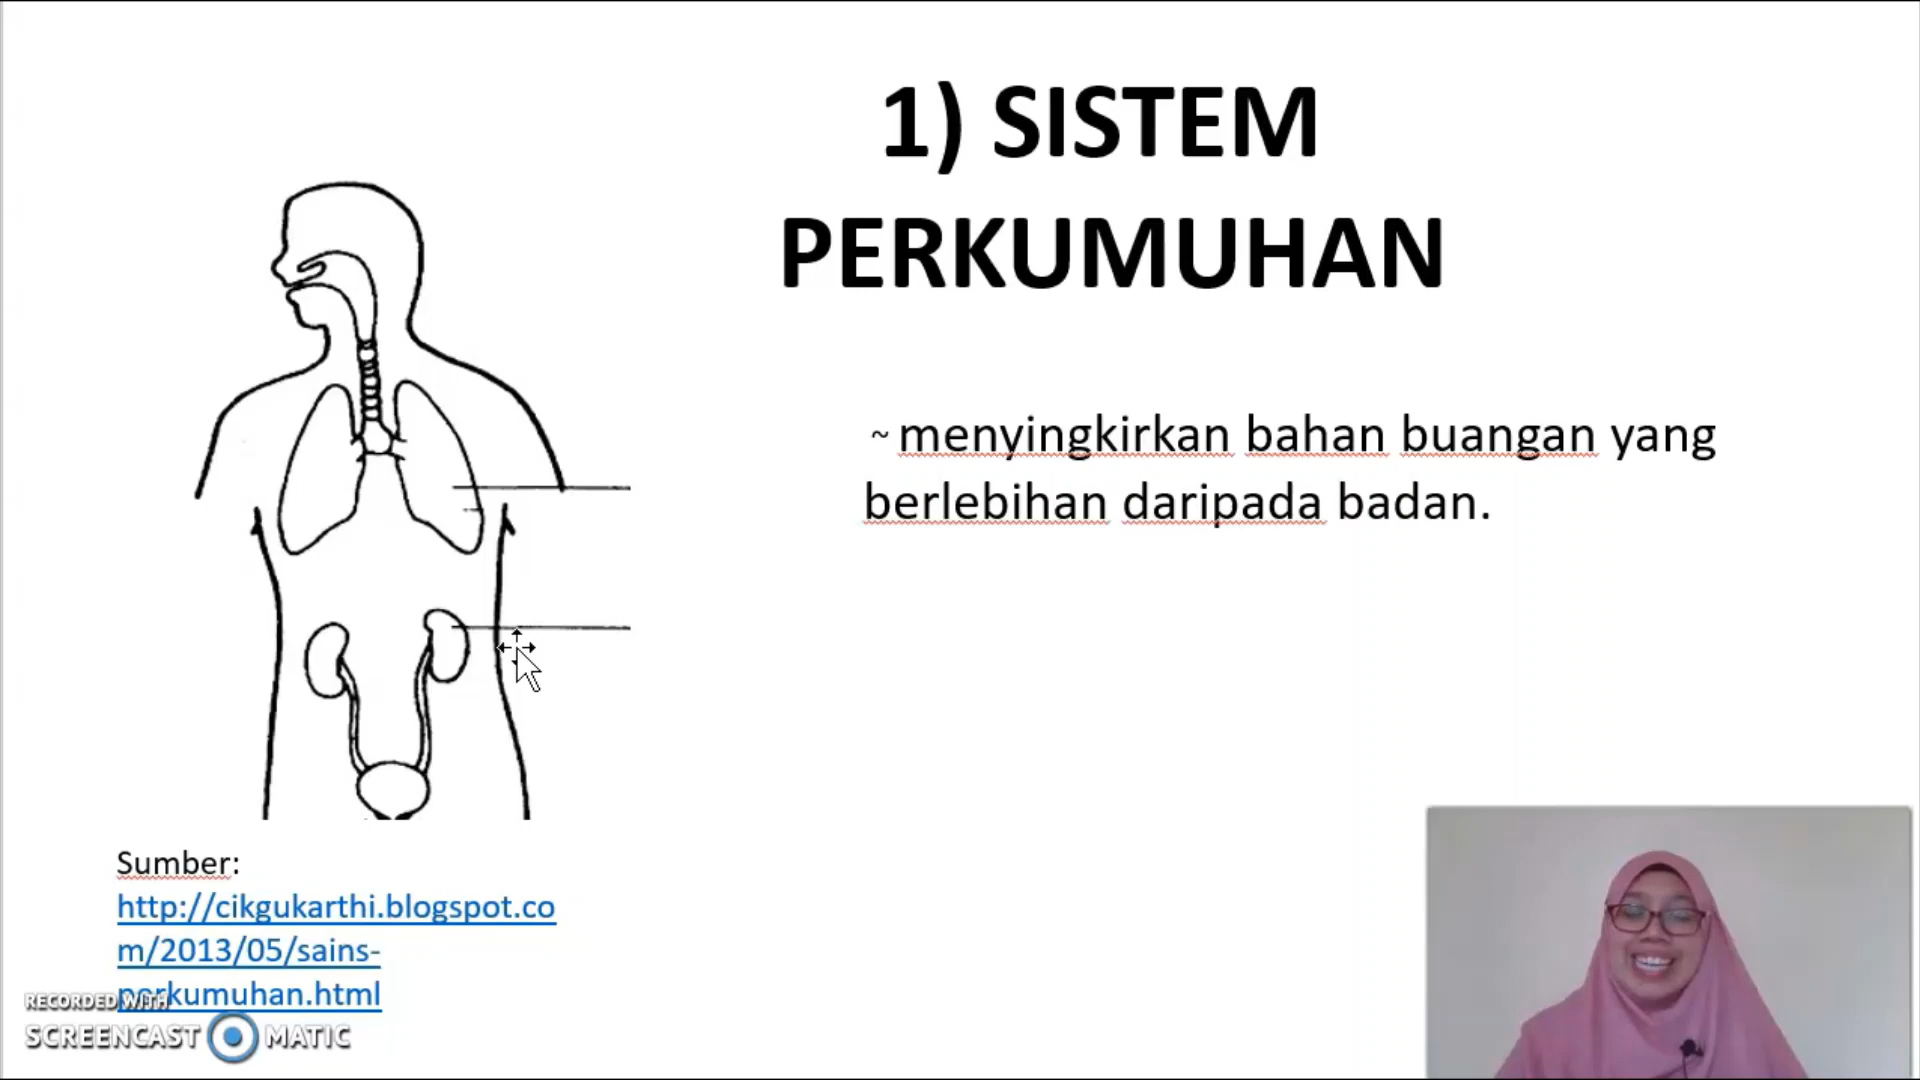 1) SISTEM
PERKUMUHAN
~ menyingkirkan bahan buangan yang
berlebihan daripada badan.
Sumber:
http://cikgukarthi.blogspot.co
m/2013/05/sains-
perkumuhan.html
RECORDED WITH
SCREENCAST MATIC